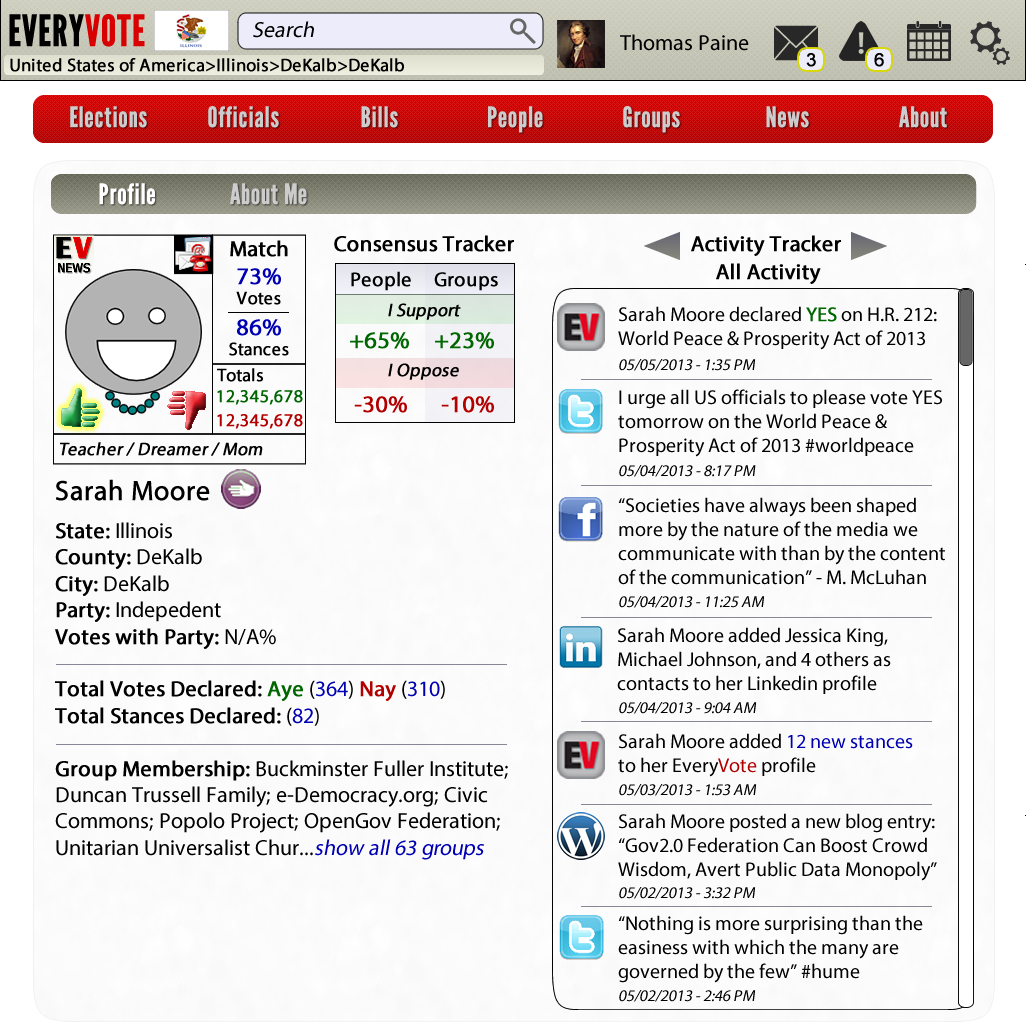 EVERYVOTE
ILLINOIS
Search
Thomas Paine
3
6
United States of America>Illinois>DeKalb>DeKalb
Elections Officials Bills People Groups News About
Profile About Me
EV
NEWS
Match
73%
Votes
86%
Stances
Totals
12,345,678
12,345,678
Teacher / Dreamer / Mom
Sarah Moore
State: Illinois
County: DeKalb
City: DeKalb
Party: Indepedent
Votes with Party: N/A%
Total Votes Declared: Aye (364) Nay (310)
Total Stances Declared: (82)
Group Membership: Buckminster Fuller Institute;
Duncan Trussell Family; e-Democracy.org; Civic
Commons; Popolo Project; OpenGov Federation;
Unitarian Universalist Chur...show all 63 groups
Consensus Tracker
People Groups
I Support
+65% +23%
I Oppose
-30% -10%
Activity Tracker
All Activity
EV
Sarah Moore declared YES on H.R. 212:
World Peace & Prosperity Act of 2013
05/05/2013 - 1:35 PM
t
I urge all US officials to please vote YES
tomorrow on the World Peace &
Prosperity Act of 2013 #worldpeace
05/04/2013 - 8:17 PM
f
“Societies have always been shaped
more by the nature of the media we
communicate with than by the content
of the communication” - M. McLuhan
05/04/2013 - 11:25 AM
in
Sarah Moore added Jessica King,
Michael Johnson, and 4 others as
contacts to her Linkedin profile
05/04/2013 - 9:04 AM
EV
Sarah Moore added 12 new stances
to her EveryVote profile
05/03/2013 - 1:53 AM
W
Sarah Moore posted a new blog entry:
“Gov2.0 Federation Can Boost Crowd
Wisdom, Avert Public Data Monopoly”
05/02/2013 - 3:32 PM
t
“Nothing is more surprising than the
easiness with which the many are
governed by the few” #hume
05/02/2013 - 2:46 PM